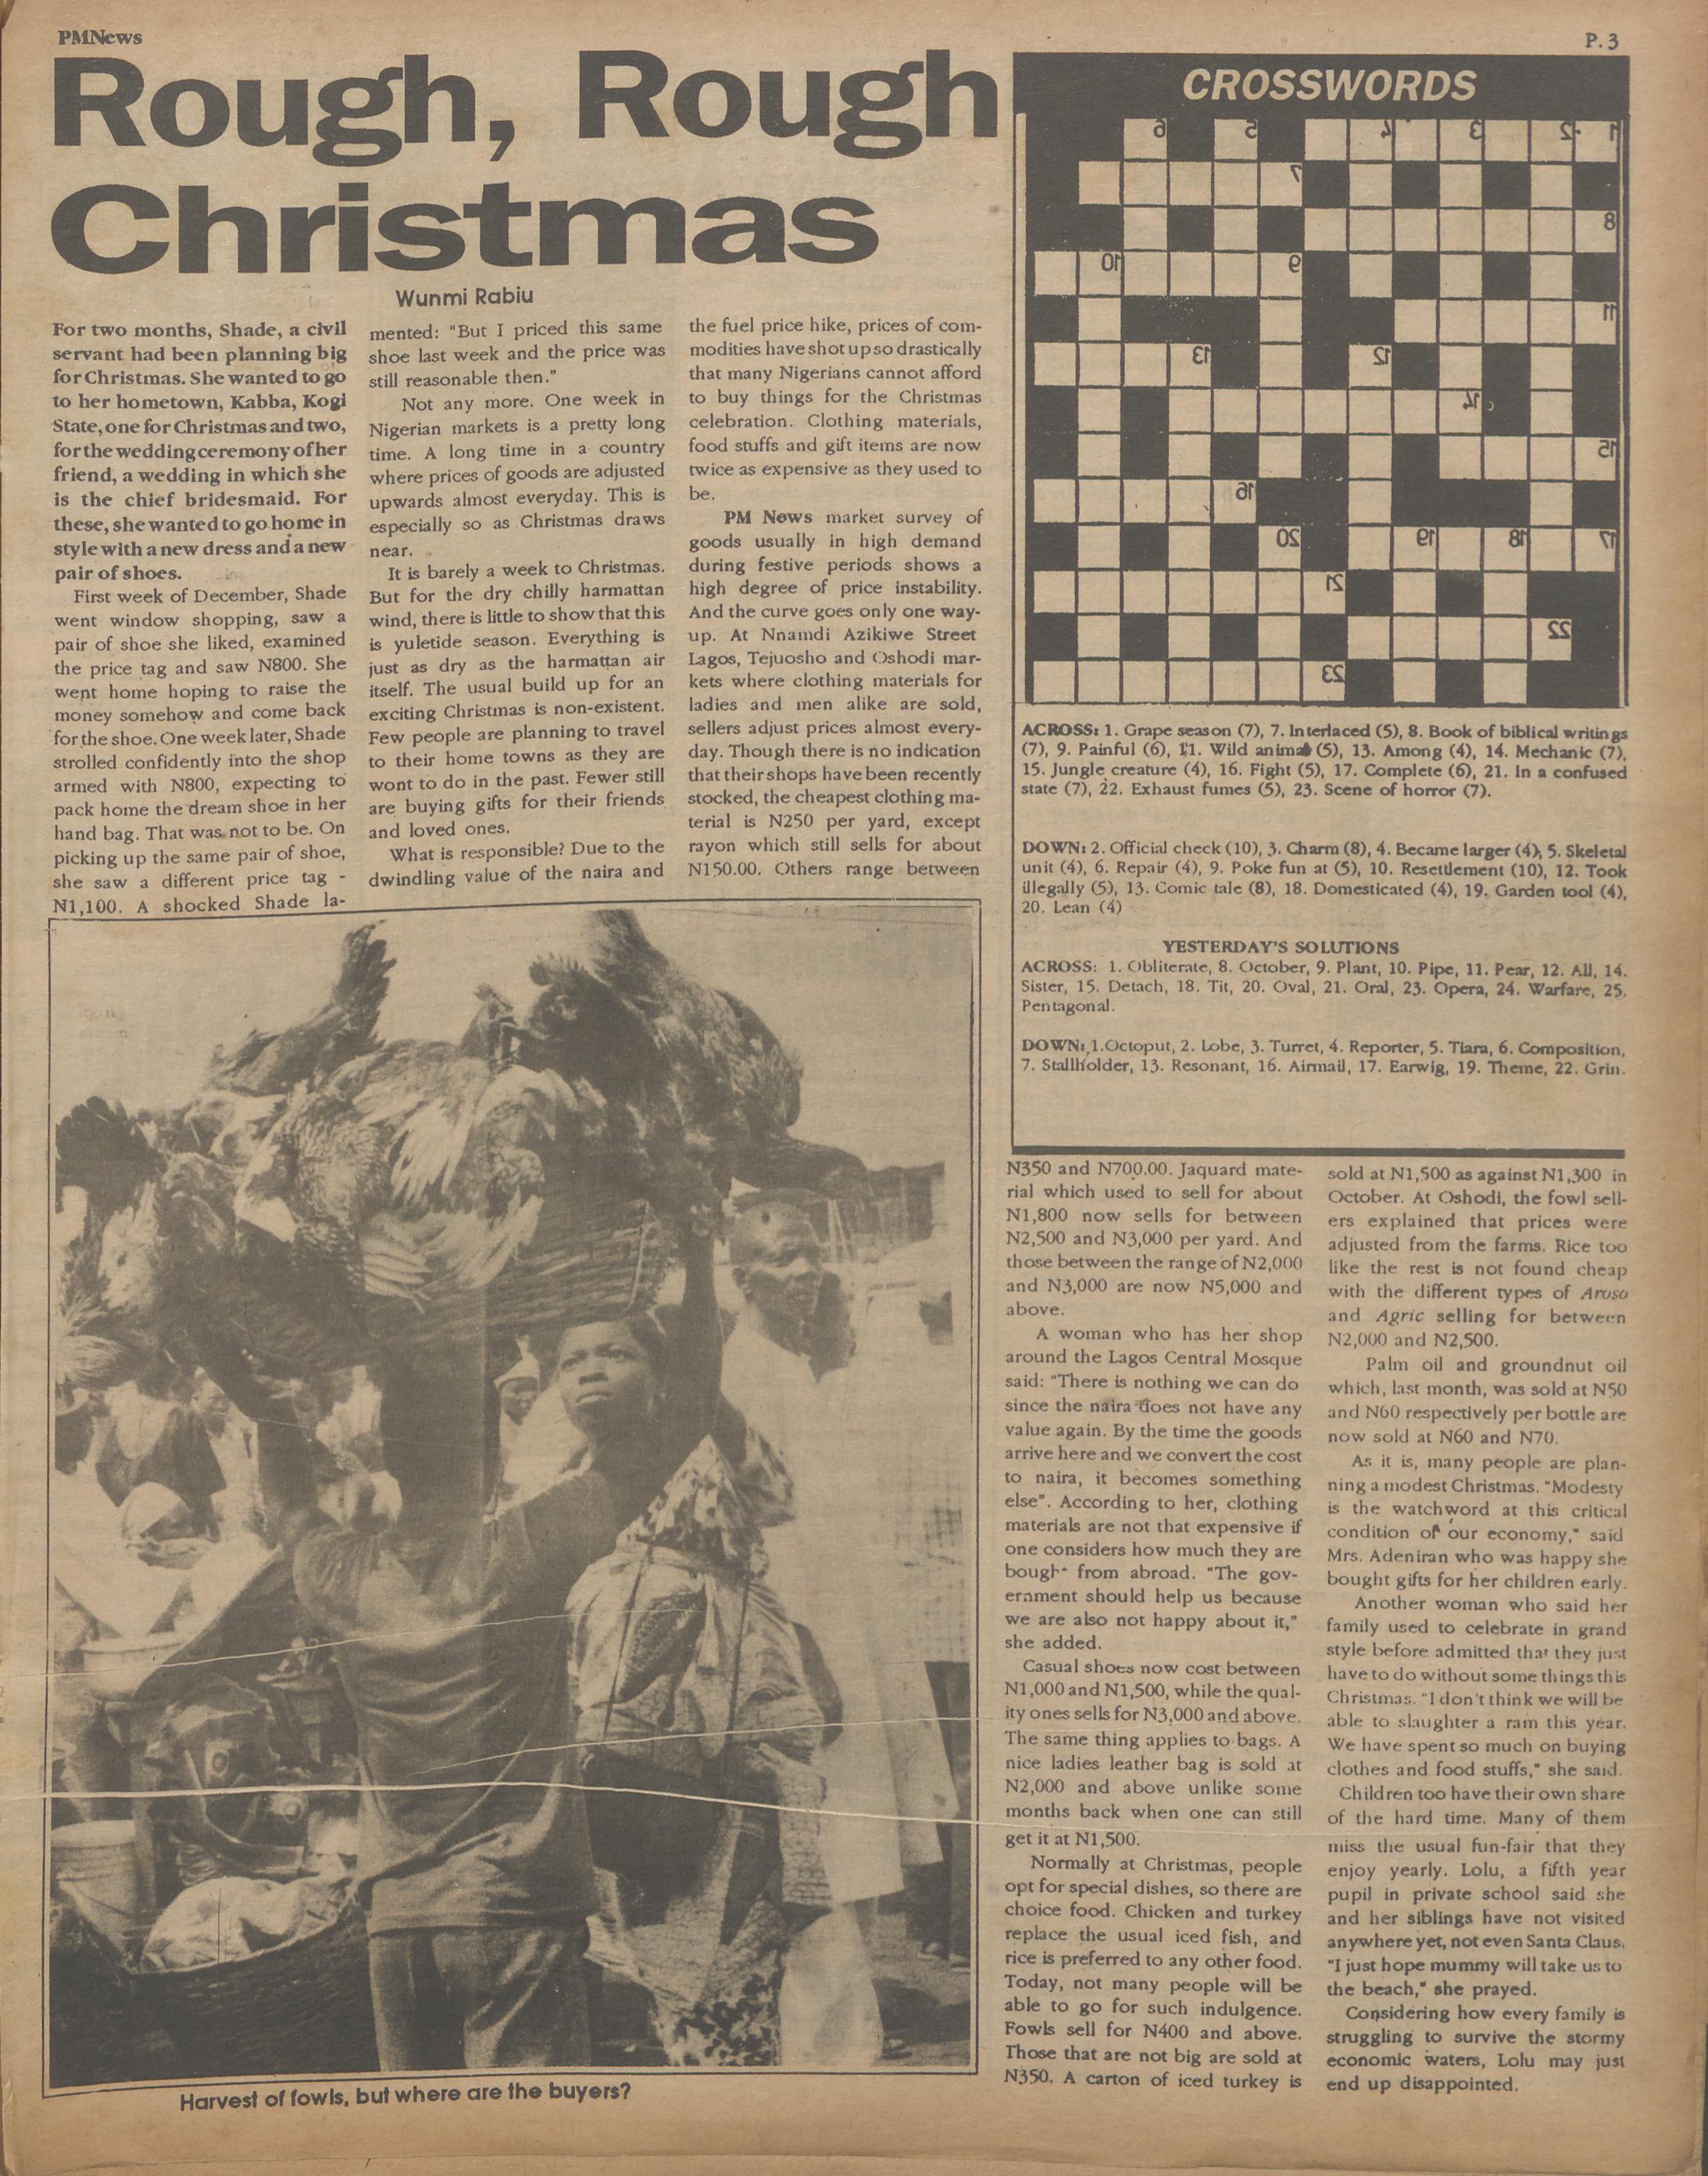 PMNews
P. 3
Rough, Rough
Christmas
Wunmi Rabiu
For two months, Shade, a civil
servant had been planning big
for Christmas. She wanted to go
to her hometown, Kabba, Kogi
State, one for Christmas and two,
for the wedding ceremony of her
friend, a wedding in which she
is the chief bridesmaid. For
these, she wanted to go home in
style with a new dress and a new
pair of shoes.
First week of December, Shade
went window shopping, saw a
pair of shoe she liked, examined
the price tag and saw N800. She
went home hoping to raise the
money somehow and come back
for the shoe. One week later, Shade
strolled confidently into the shop
armed with N800, expecting to
pack home the dream shoe in her
hand bag. That was not to be. On
picking up the same pair of shoe,
she saw a different price tag -
N1,100. A shocked Shade la-
mented: "But I priced this same
shoe last week and the price was
still reasonable then."
Not any more. One week in
Nigerian markets is a pretty long
time. A long time in a country
where prices of goods are adjusted
upwards almost everyday. This is
especially so as Christmas draws
near.
It is barely a week to Christmas.
But for the dry chilly harmattan
wind, there is little to show that this
is yuletide season. Everything is
just as dry as the harmattan air
itself. The usual build up for an
exciting Christmas is non-existent.
Few people are planning to travel
to their home towns as they are
wont to do in the past. Fewer still
are buying gifts for their friends
and loved ones.
What is responsible? Due to the
dwindling value of the naira and
the fuel price hike, prices of com-
modities have shot up so drastically
that many Nigerians cannot afford
to buy things for the Christmas
celebration. Clothing materials,
food stuffs and gift items are now
twice as expensive as they used to
be.
PM News market survey of
goods usually in high demand
during festive periods shows a
high degree of price instability.
And the curve goes only one way-
up. At Nnamdi Azikiwe Street
Lagos, Tejuosho and Oshodi mar-
kets where clothing materials for
ladies and men alike are sold,
sellers adjust prices almost every-
day. Though there is no indication
that their shops have been recently
stocked, the cheapest clothing ma-
terial is N250 per yard, except
rayon which still sells for about
N150.00. Others range between
Harvest of fowls, but where are the buyers?
CROSSWORDS
6 5 4 3 2 1
7
8
10 9
11
13 12
14
15
16
20 19 18 17
21
22
23
ACROSS: 1. Grape season (7), 7. Interlaced (5), 8. Book of biblical writings
(7), 9. Painful (6), 11. Wild animal (5), 13. Among (4), 14. Mechanic (7),
15. Jungle creature (4), 16. Fight (5), 17. Complete (6), 21. In a confused
state (7), 22. Exhaust fumes (5), 23. Scene of horror (7).
DOWN: 2. Official check (10), 3. Charm (8), 4. Became larger (4), 5. Skeletal
unit (4), 6. Repair (4), 9. Poke fun at (5), 10. Resettlement (10), 12. Took
illegally (5), 13. Comic tale (8), 18. Domesticated (4), 19. Garden tool (4),
20. Lean (4)
YESTERDAY'S SOLUTIONS
ACROSS: 1. Obliterate, 8. October, 9. Plant, 10. Pipe, 11. Pear, 12. All, 14.
Sister, 15. Detach, 18. Tit, 20. Oval, 21. Oral, 23. Opera, 24. Warfare, 25.
Pentagonal.
DOWN: 1.Octoput, 2. Lobe, 3. Turret, 4. Reporter, 5. Tiara, 6. Composition,
7. Stallholder, 13. Resonant, 16. Airmail, 17. Earwig, 19. Theme, 22. Grin.
N350 and N700.00. Jaquard mate-
rial which used to sell for about
N1,800 now sells for between
N2,500 and N3,000 per yard. And
those between the range of N2,000
and N3,000 are now N5,000 and
above.
A woman who has her shop
around the Lagos Central Mosque
said: "There is nothing we can do
since the naira does not have any
value again. By the time the goods
arrive here and we convert the cost
to naira, it becomes something
else". According to her, clothing
materials are not that expensive if
one considers how much they are
bought from abroad. "The gov-
ernment should help us because
we are also not happy about it,"
she added.
Casual shoes now cost between
N1,000 and N1,500, while the qual-
ity ones sells for N3,000 and above.
The same thing applies to bags. A
nice ladies leather bag is sold at
N2,000 and above unlike some
months back when one can still
get it at N1,500.
Normally at Christmas, people
opt for special dishes, so there are
choice food. Chicken and turkey
replace the usual iced fish, and
rice is preferred to any other food.
Today, not many people will be
able to go for such indulgence.
Fowls sell for N400 and above.
Those that are not big are sold at
N350. A carton of iced turkey is
sold at N1,500 as against N1,300 in
October. At Oshodi, the fowl sell-
ers explained that prices were
adjusted from the farms. Rice too
like the rest is not found cheap
with the different types of Aroso
and Agric selling for between
N2,000 and N2,500.
Palm oil and groundnut oil
which, last month, was sold at N50
and N60 respectively per bottle are
now sold at N60 and N70.
As it is, many people are plan-
ning a modest Christmas. "Modesty
is the watchword at this critical
condition of our economy," said
Mrs. Adeniran who was happy she
bought gifts for her children early.
Another woman who said her
family used to celebrate in grand
style before admitted that they just
have to do without some things this
Christmas. "I don't think we will be
able to slaughter a ram this year.
We have spent so much on buying
clothes and food stuffs," she said.
Children too have their own share
of the hard time. Many of them
miss the usual fun-fair that they
enjoy yearly. Lolu, a fifth year
pupil in private school said she
and her siblings have not visited
anywhere yet, not even Santa Claus.
"I just hope mummy will take us to
the beach," she prayed.
Considering how every family is
struggling to survive the stormy
economic waters, Lolu may just
end up disappointed.